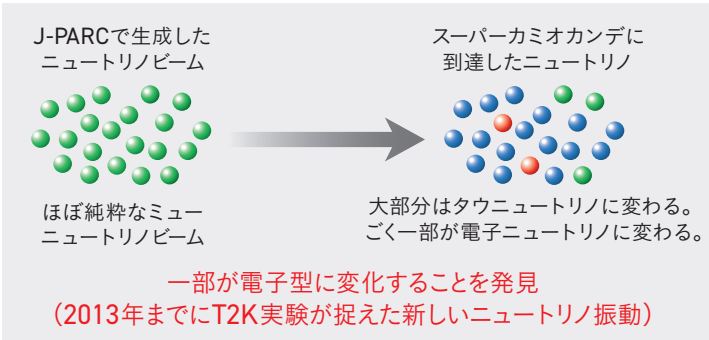 J-PARCで生成した
ニュートリノビーム
スーパーカミオカンデに
到達したニュートリノ
ほぼ純粋なミュー
ニュートリノビーム
大部分はタウニュートリノに変わる。
ごく一部が電子ニュートリノに変わる。
一部が電子型に変化することを発見
（2013年までにT2K実験が捉えた新しいニュートリノ振動）